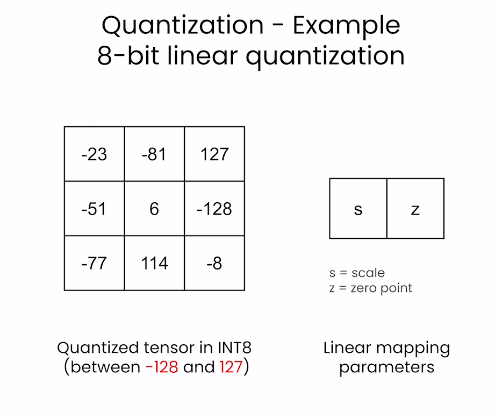 Quantization - Example
8-bit linear quantization
-23 -81 127
-51 6 -128
-77 114 -8
s z
s = scale
z = zero point
Quantized tensor in INT8
(between -128 and 127)
Linear mapping
parameters